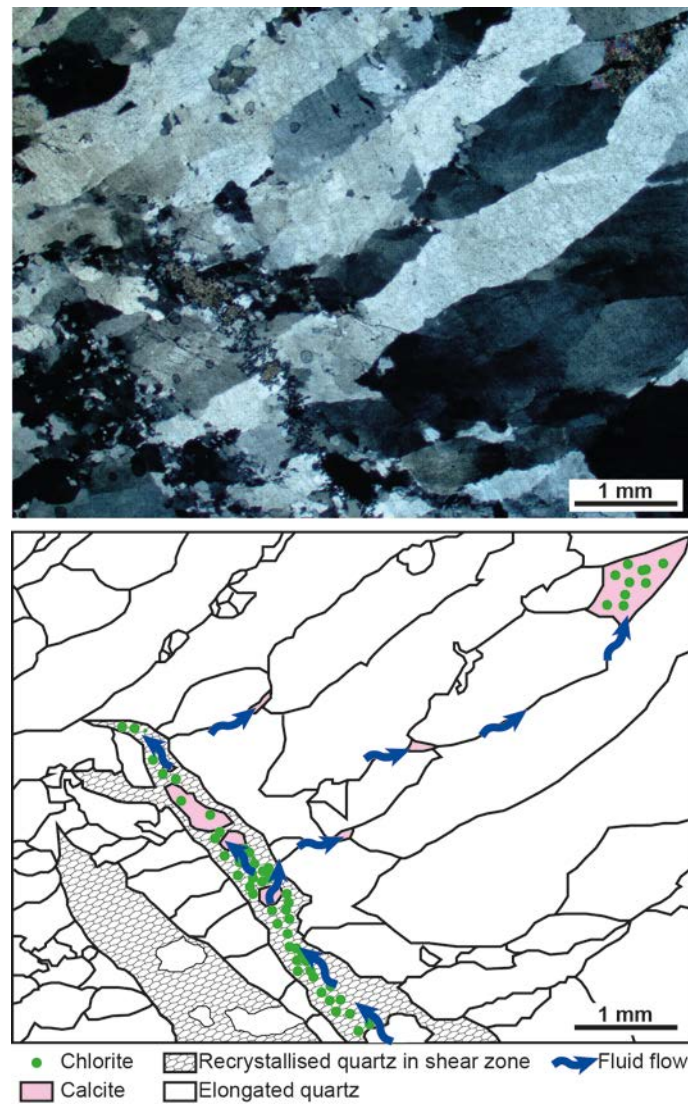 1 mm
1 mm
Chlorite Recrystallised quartz in shear zone Fluid flow
Calcite Elongated quartz